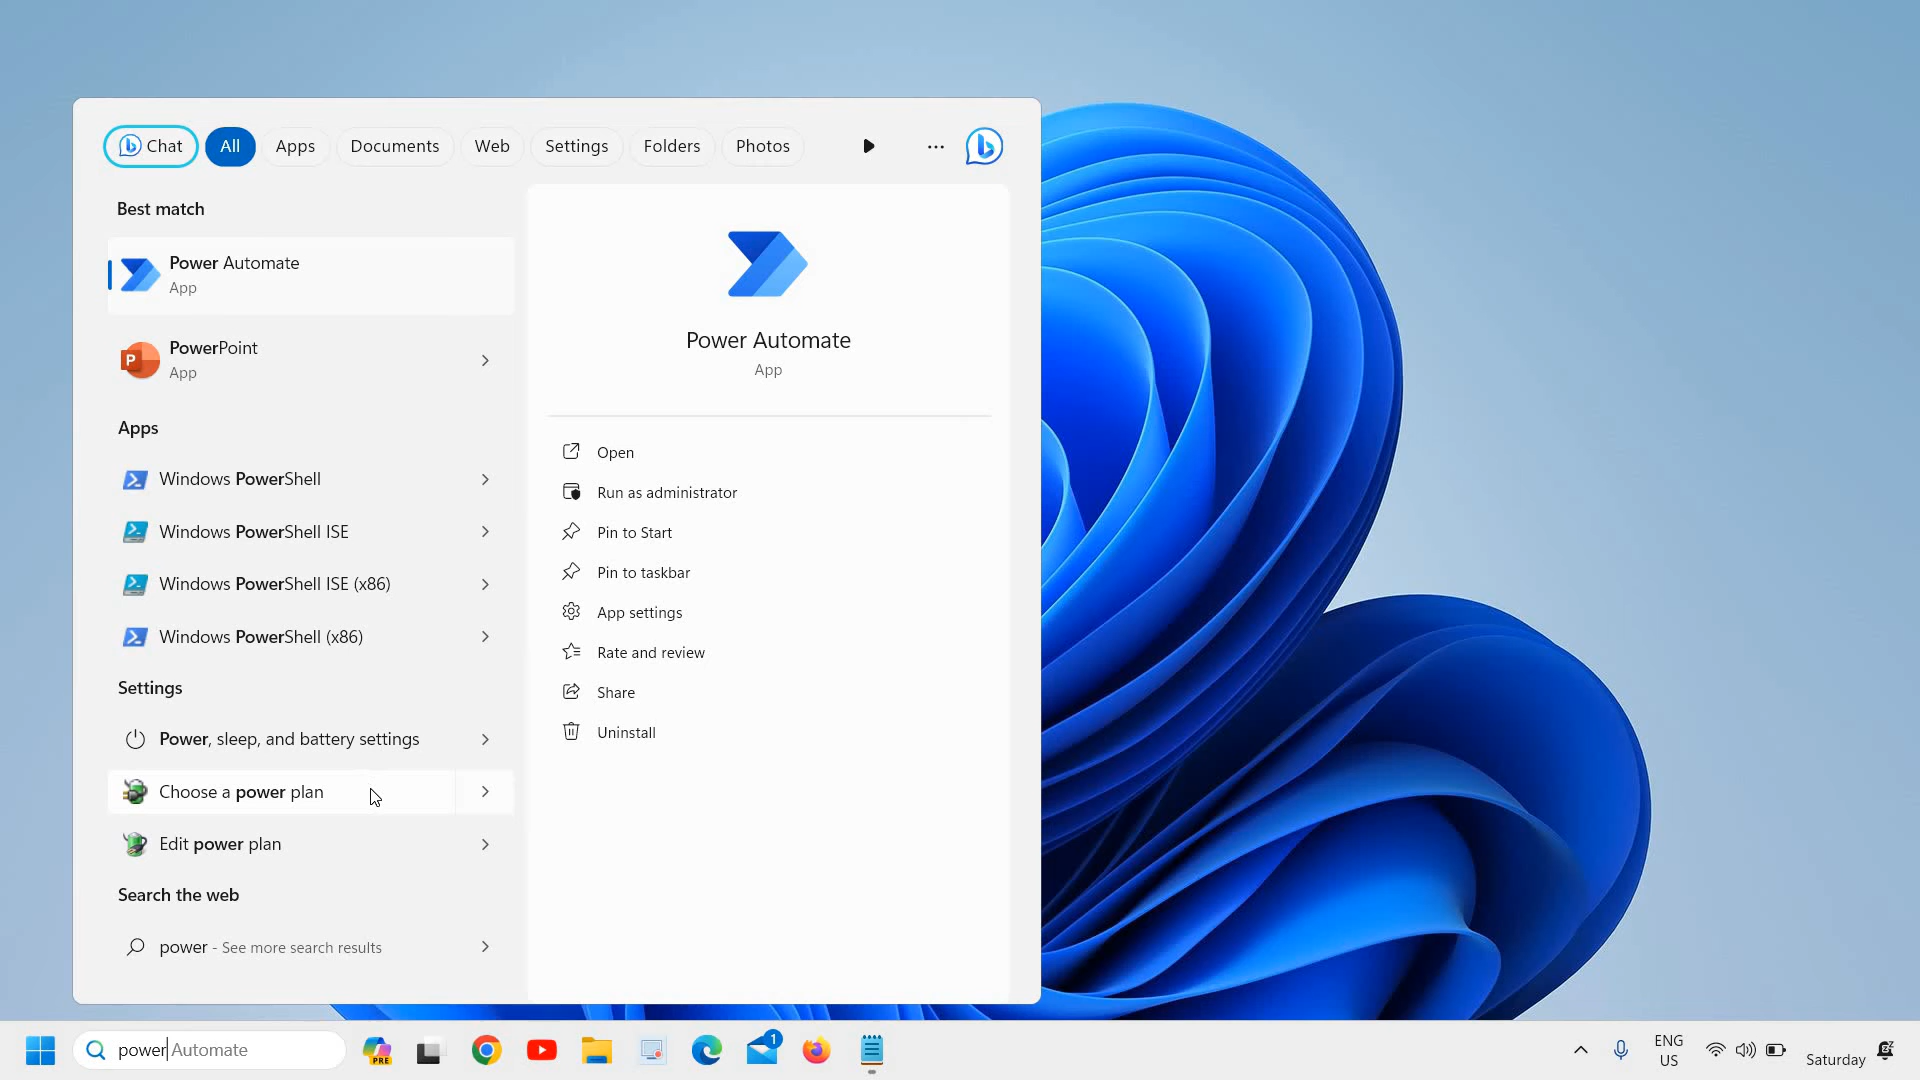 Chat
All
Apps
Documents
Web
Settings
Folders
Photos
Best match
Power Automate
App
PowerPoint
App
Apps
Windows PowerShell
Windows PowerShell ISE
Windows PowerShell ISE (x86)
Windows PowerShell (x86)
Settings
Power, sleep, and battery settings
Choose a power plan
Edit power plan
Search the web
power - See more search results
Power Automate
App
Open
Run as administrator
Pin to Start
Pin to taskbar
App settings
Rate and review
Share
Uninstall
power Automate
PRE
1
ENG
US
Saturday